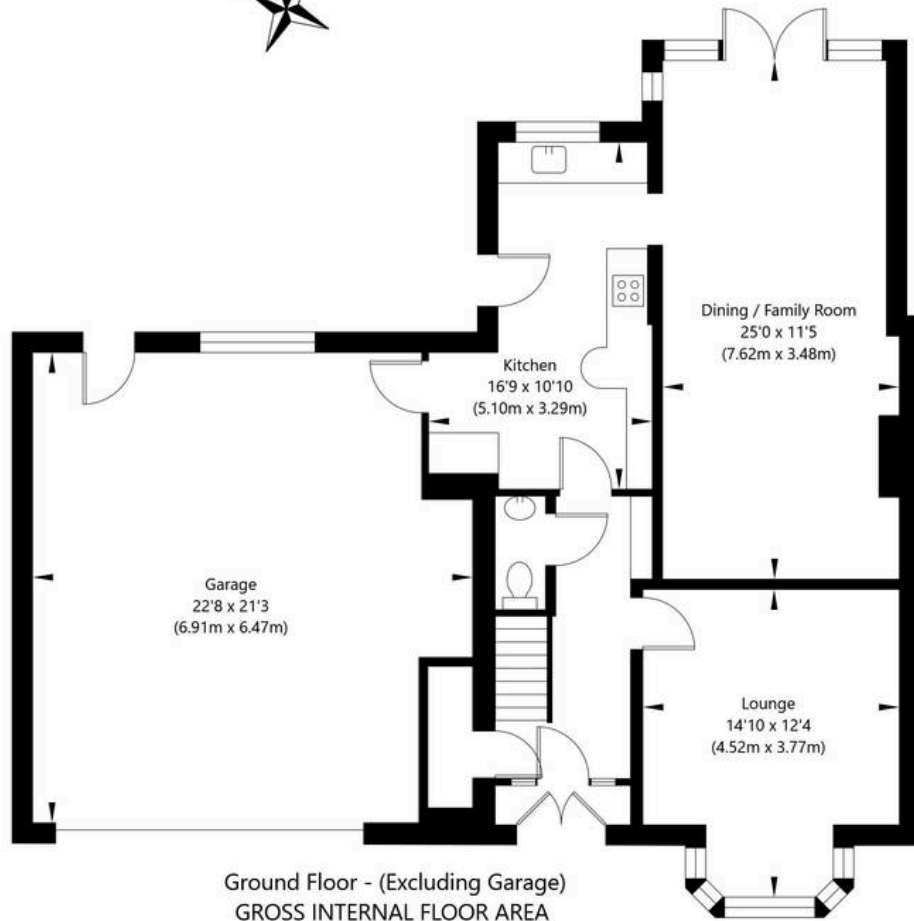 Dining / Family Room
25'0 x 11'5
(7.62m x 3.48m)
Kitchen
16'9 x 10'10
(5.10m x 3.29m)
Garage
22'8 x 21'3
(6.91m x 6.47m)
Lounge
14'10 x 12'4
(4.52m x 3.77m)
Ground Floor - (Excluding Garage)
GROSS INTERNAL FLOOR AREA